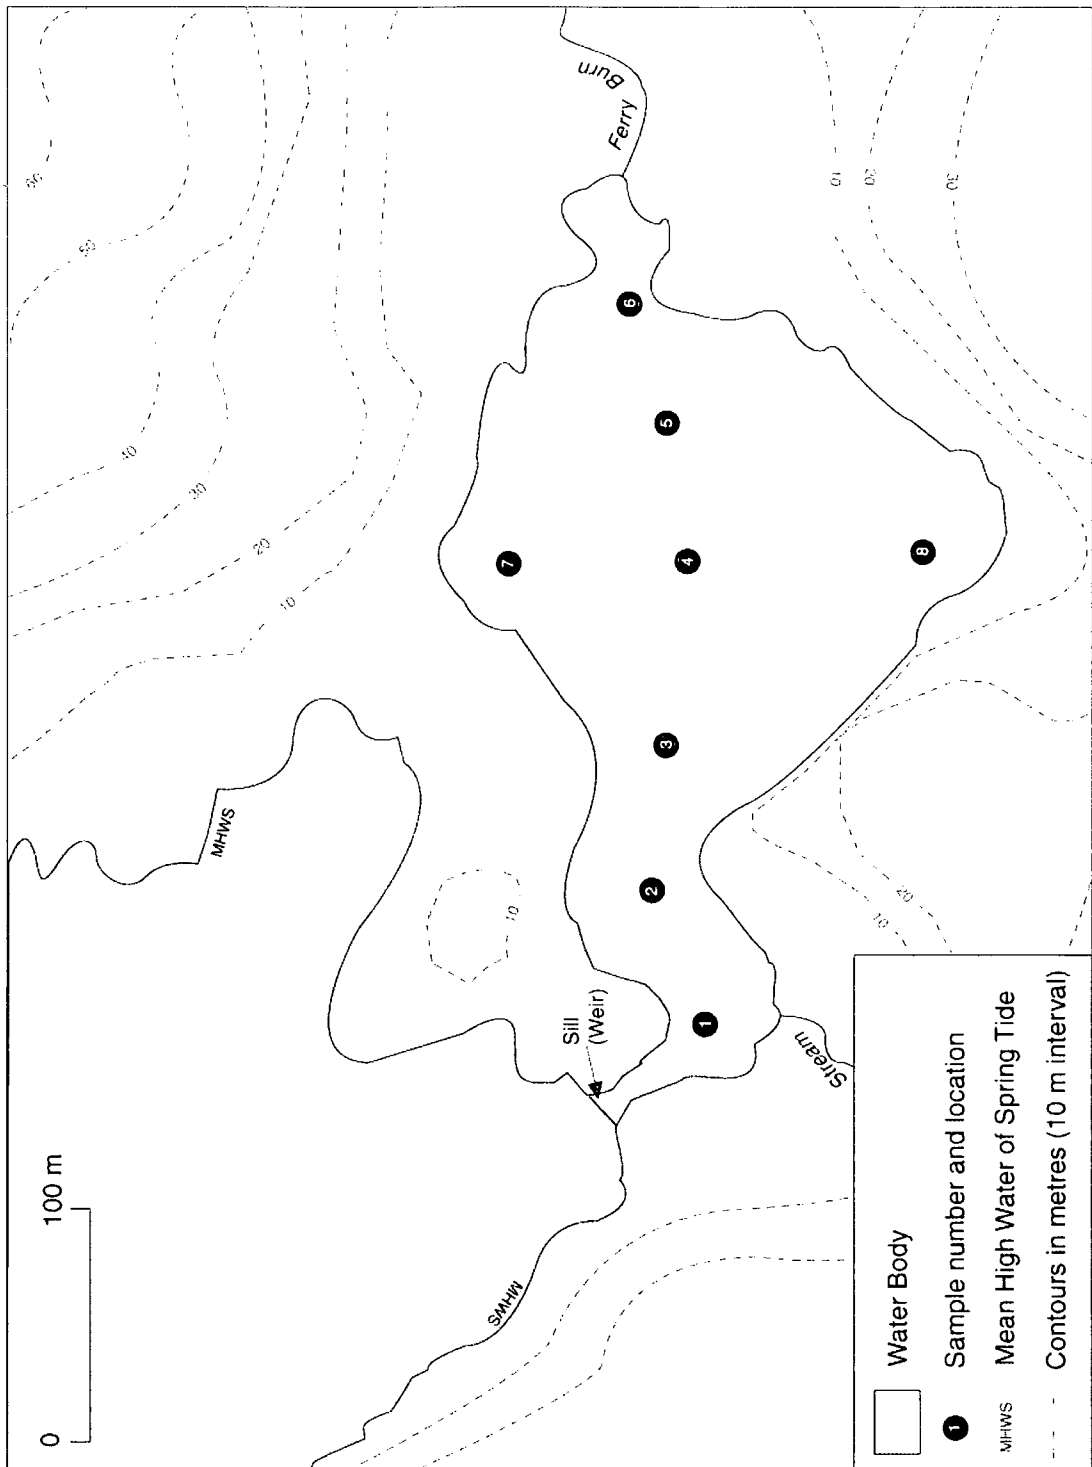 0 100 m
MHWS
MHWS
60
50
40
30
20
10
10
Sill
(Weir)
Stream
Ferry Burn
1
2
3
4
5
6
7
8
10
20
10
20
30
Water Body
1 Sample number and location
MHWS Mean High Water of Spring Tide
Contours in metres (10 m interval)